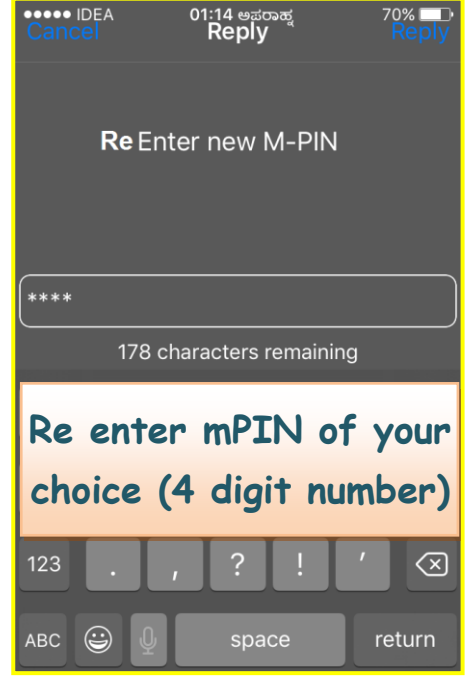 ●●●●● IDEA 01:14 ಅಪರಾಹ್ನ 70%
Cancel Reply Reply
Re Enter new M-PIN
****
178 characters remaining
Re enter mPIN of your
choice (4 digit number)
123 . , ? ! ′
ABC space return